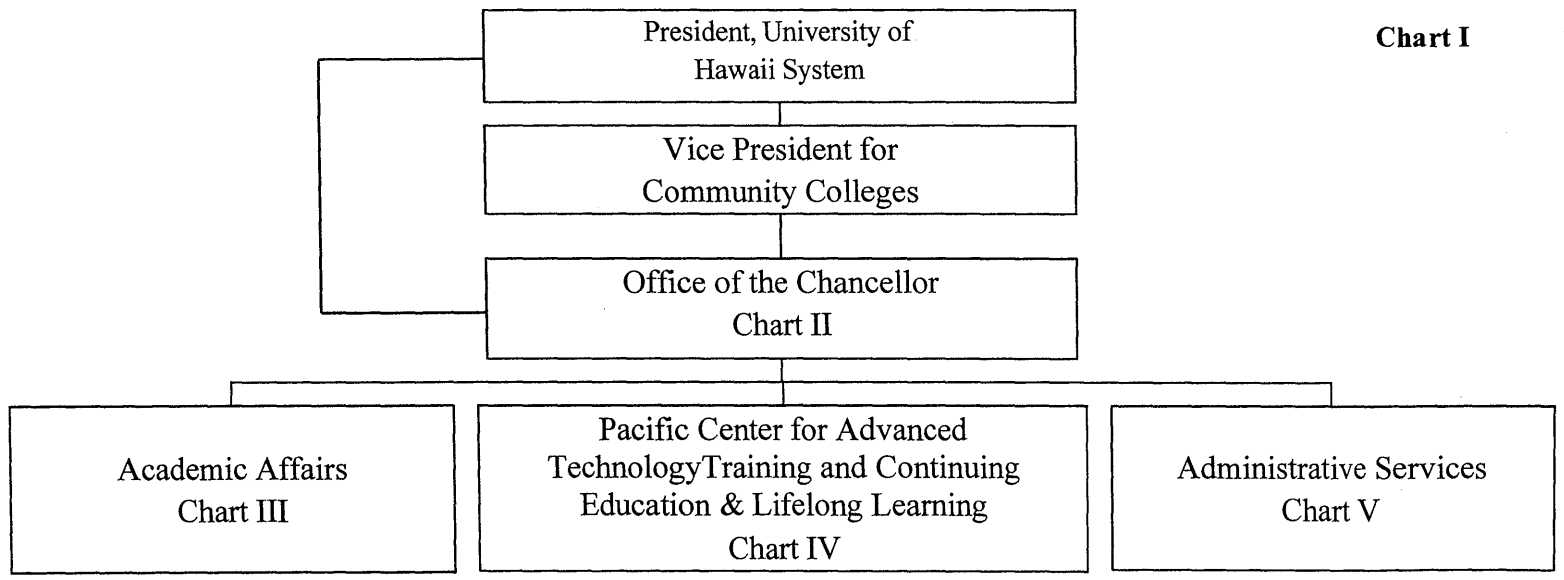 Chart I
President, University of
Hawaii System
Vice President for
Community Colleges
Office of the Chancellor
Chart II
Academic Affairs
Chart III
Pacific Center for Advanced
TechnologyTraining and Continuing
Education & Lifelong Learning
Chart IV
Administrative Services
Chart V